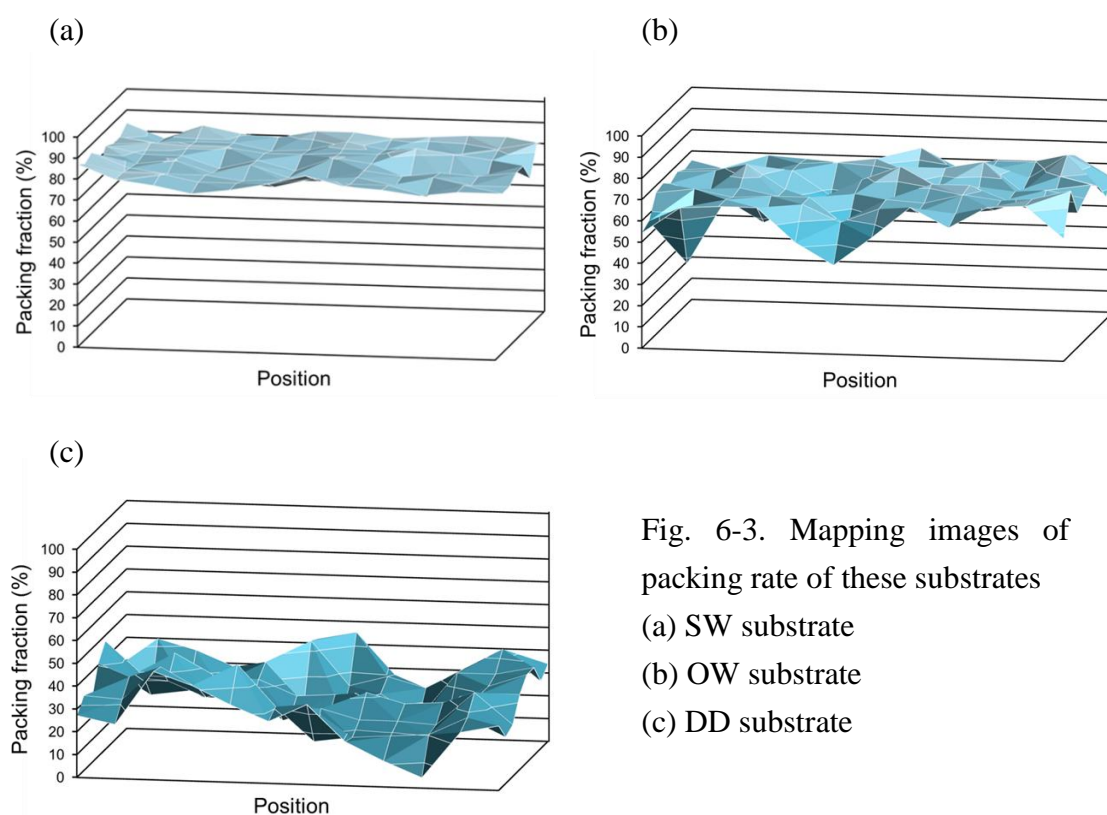 (a)
Packing fraction (%)
100
90
80
70
60
50
40
30
20
10
0
Position
(b)
Packing fraction (%)
100
90
80
70
60
50
40
30
20
10
0
Position
(c)
Packing fraction (%)
100
90
80
70
60
50
40
30
20
10
0
Position
Fig. 6-3. Mapping images of
packing rate of these substrates
(a) SW substrate
(b) OW substrate
(c) DD substrate